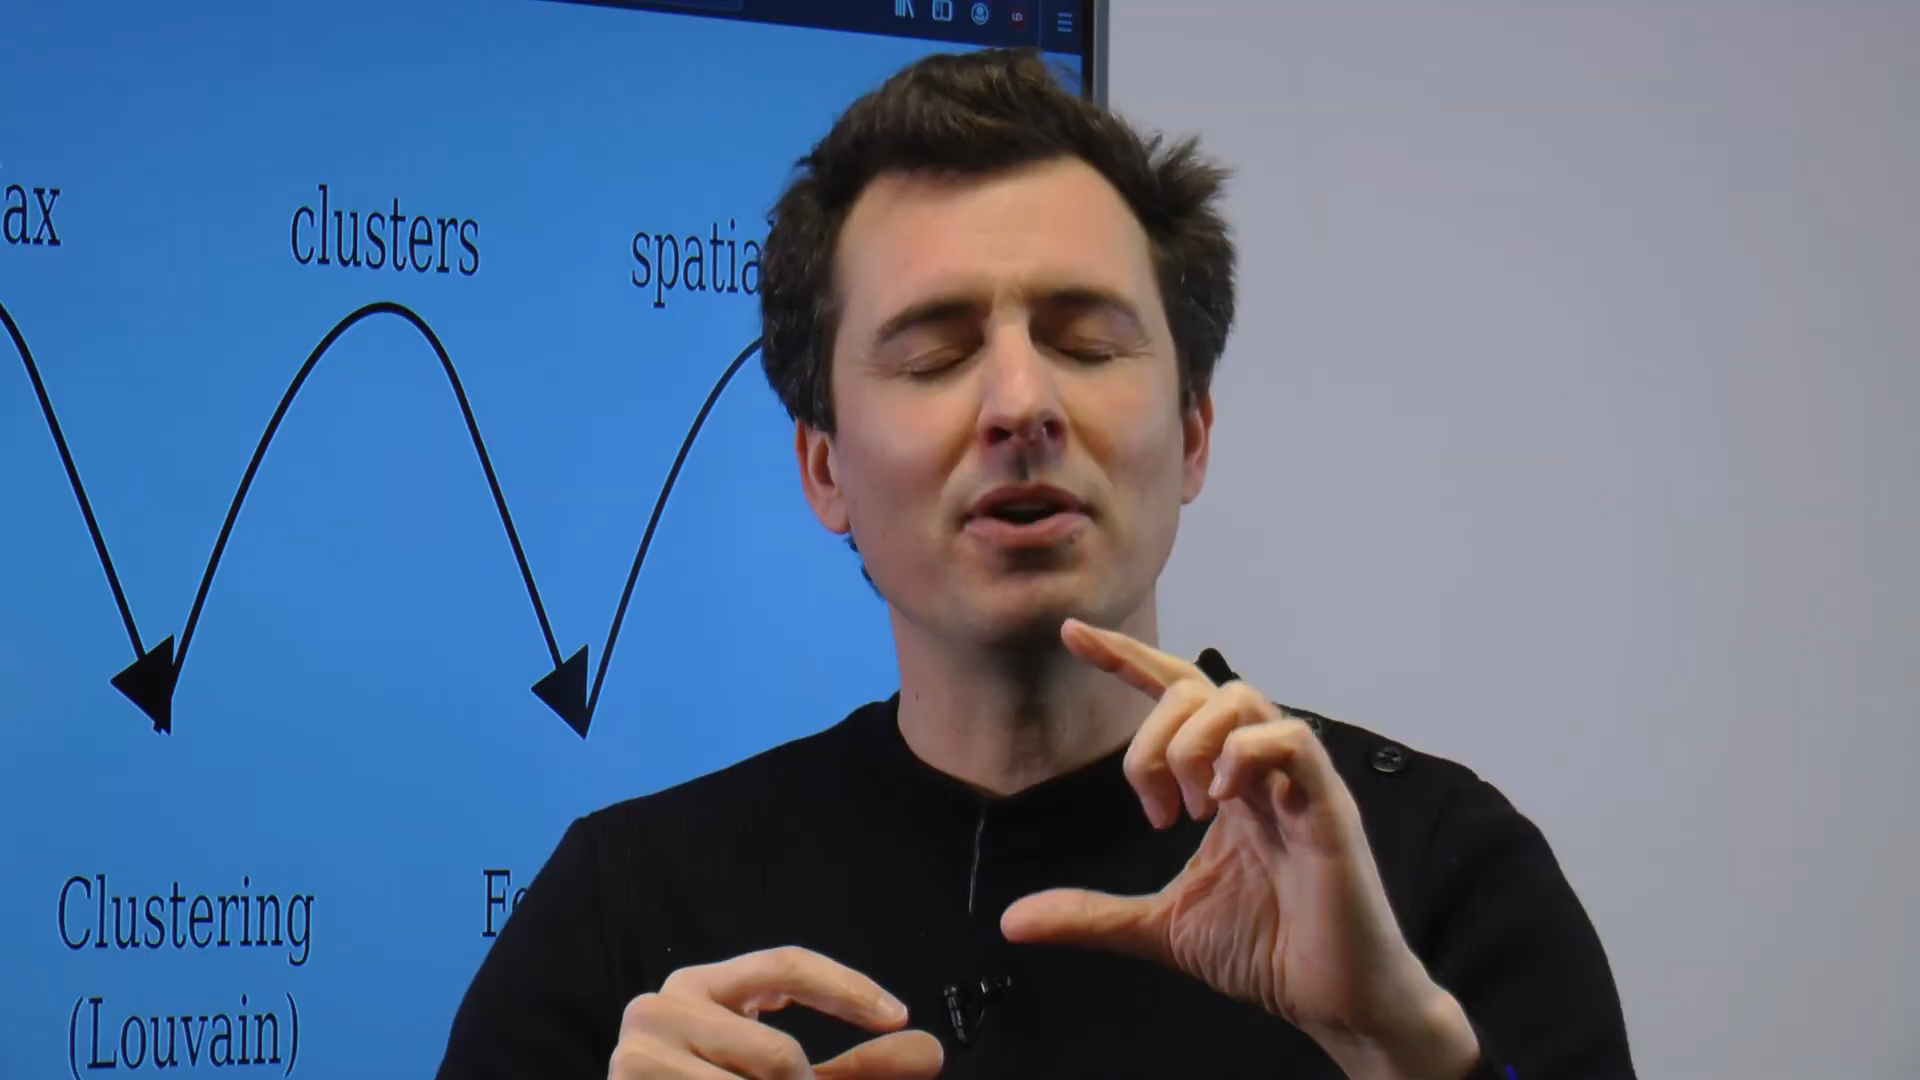 ax
clusters
spatia
Clustering
(Louvain)